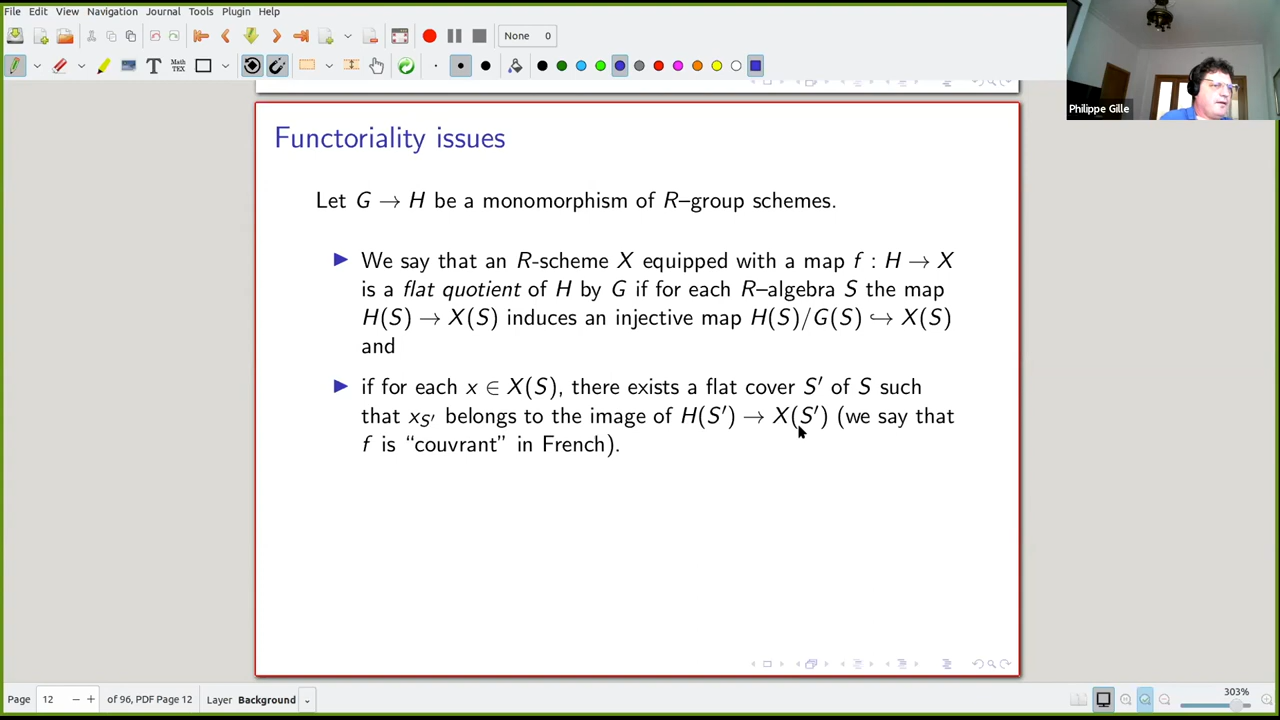 File Edit View Navigation Journal Tools Plugin Help
None 0
T Math TEX
Philippe Gille
Functoriality issues
Let G → H be a monomorphism of R–group schemes.
▶ We say that an R-scheme X equipped with a map f : H → X
is a flat quotient of H by G if for each R–algebra S the map
H(S) → X(S) induces an injective map H(S)/G(S) ↪ X(S)
and
▶ if for each x ∈ X(S), there exists a flat cover S′ of S such
that x_{S′} belongs to the image of H(S′) → X(S′) (we say that
f is “couvrant” in French).
Page 12 − + of 96, PDF Page 12 Layer Background 303%